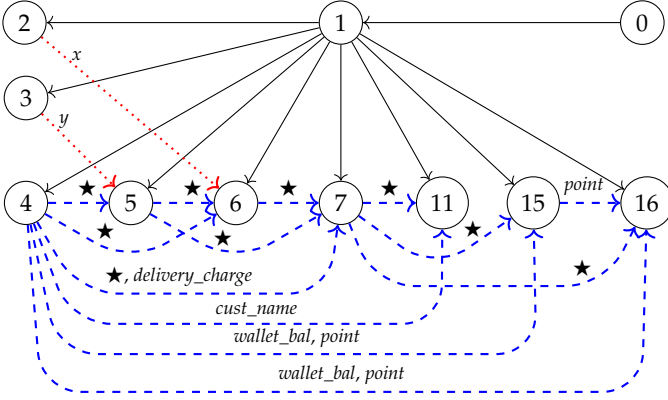 2
1
0
x
3
y
point
4
★
5
★
6
★
7
★
11
15
16
★
★
★
★, delivery_charge
★
cust_name
wallet_bal, point
wallet_bal, point